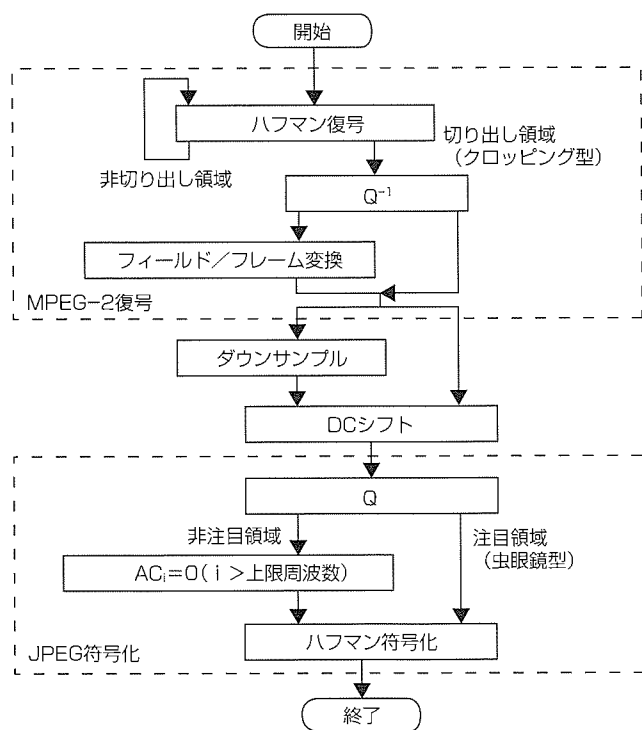 開始
ハフマン復号
切り出し領域
(クロッピング型)
非切り出し領域
Q⁻¹
フィールド/フレーム変換
MPEG-2復号
ダウンサンプル
DCシフト
Q
非注目領域
注目領域
(虫眼鏡型)
ACᵢ=0(i>上限周波数)
ハフマン符号化
JPEG符号化
終了